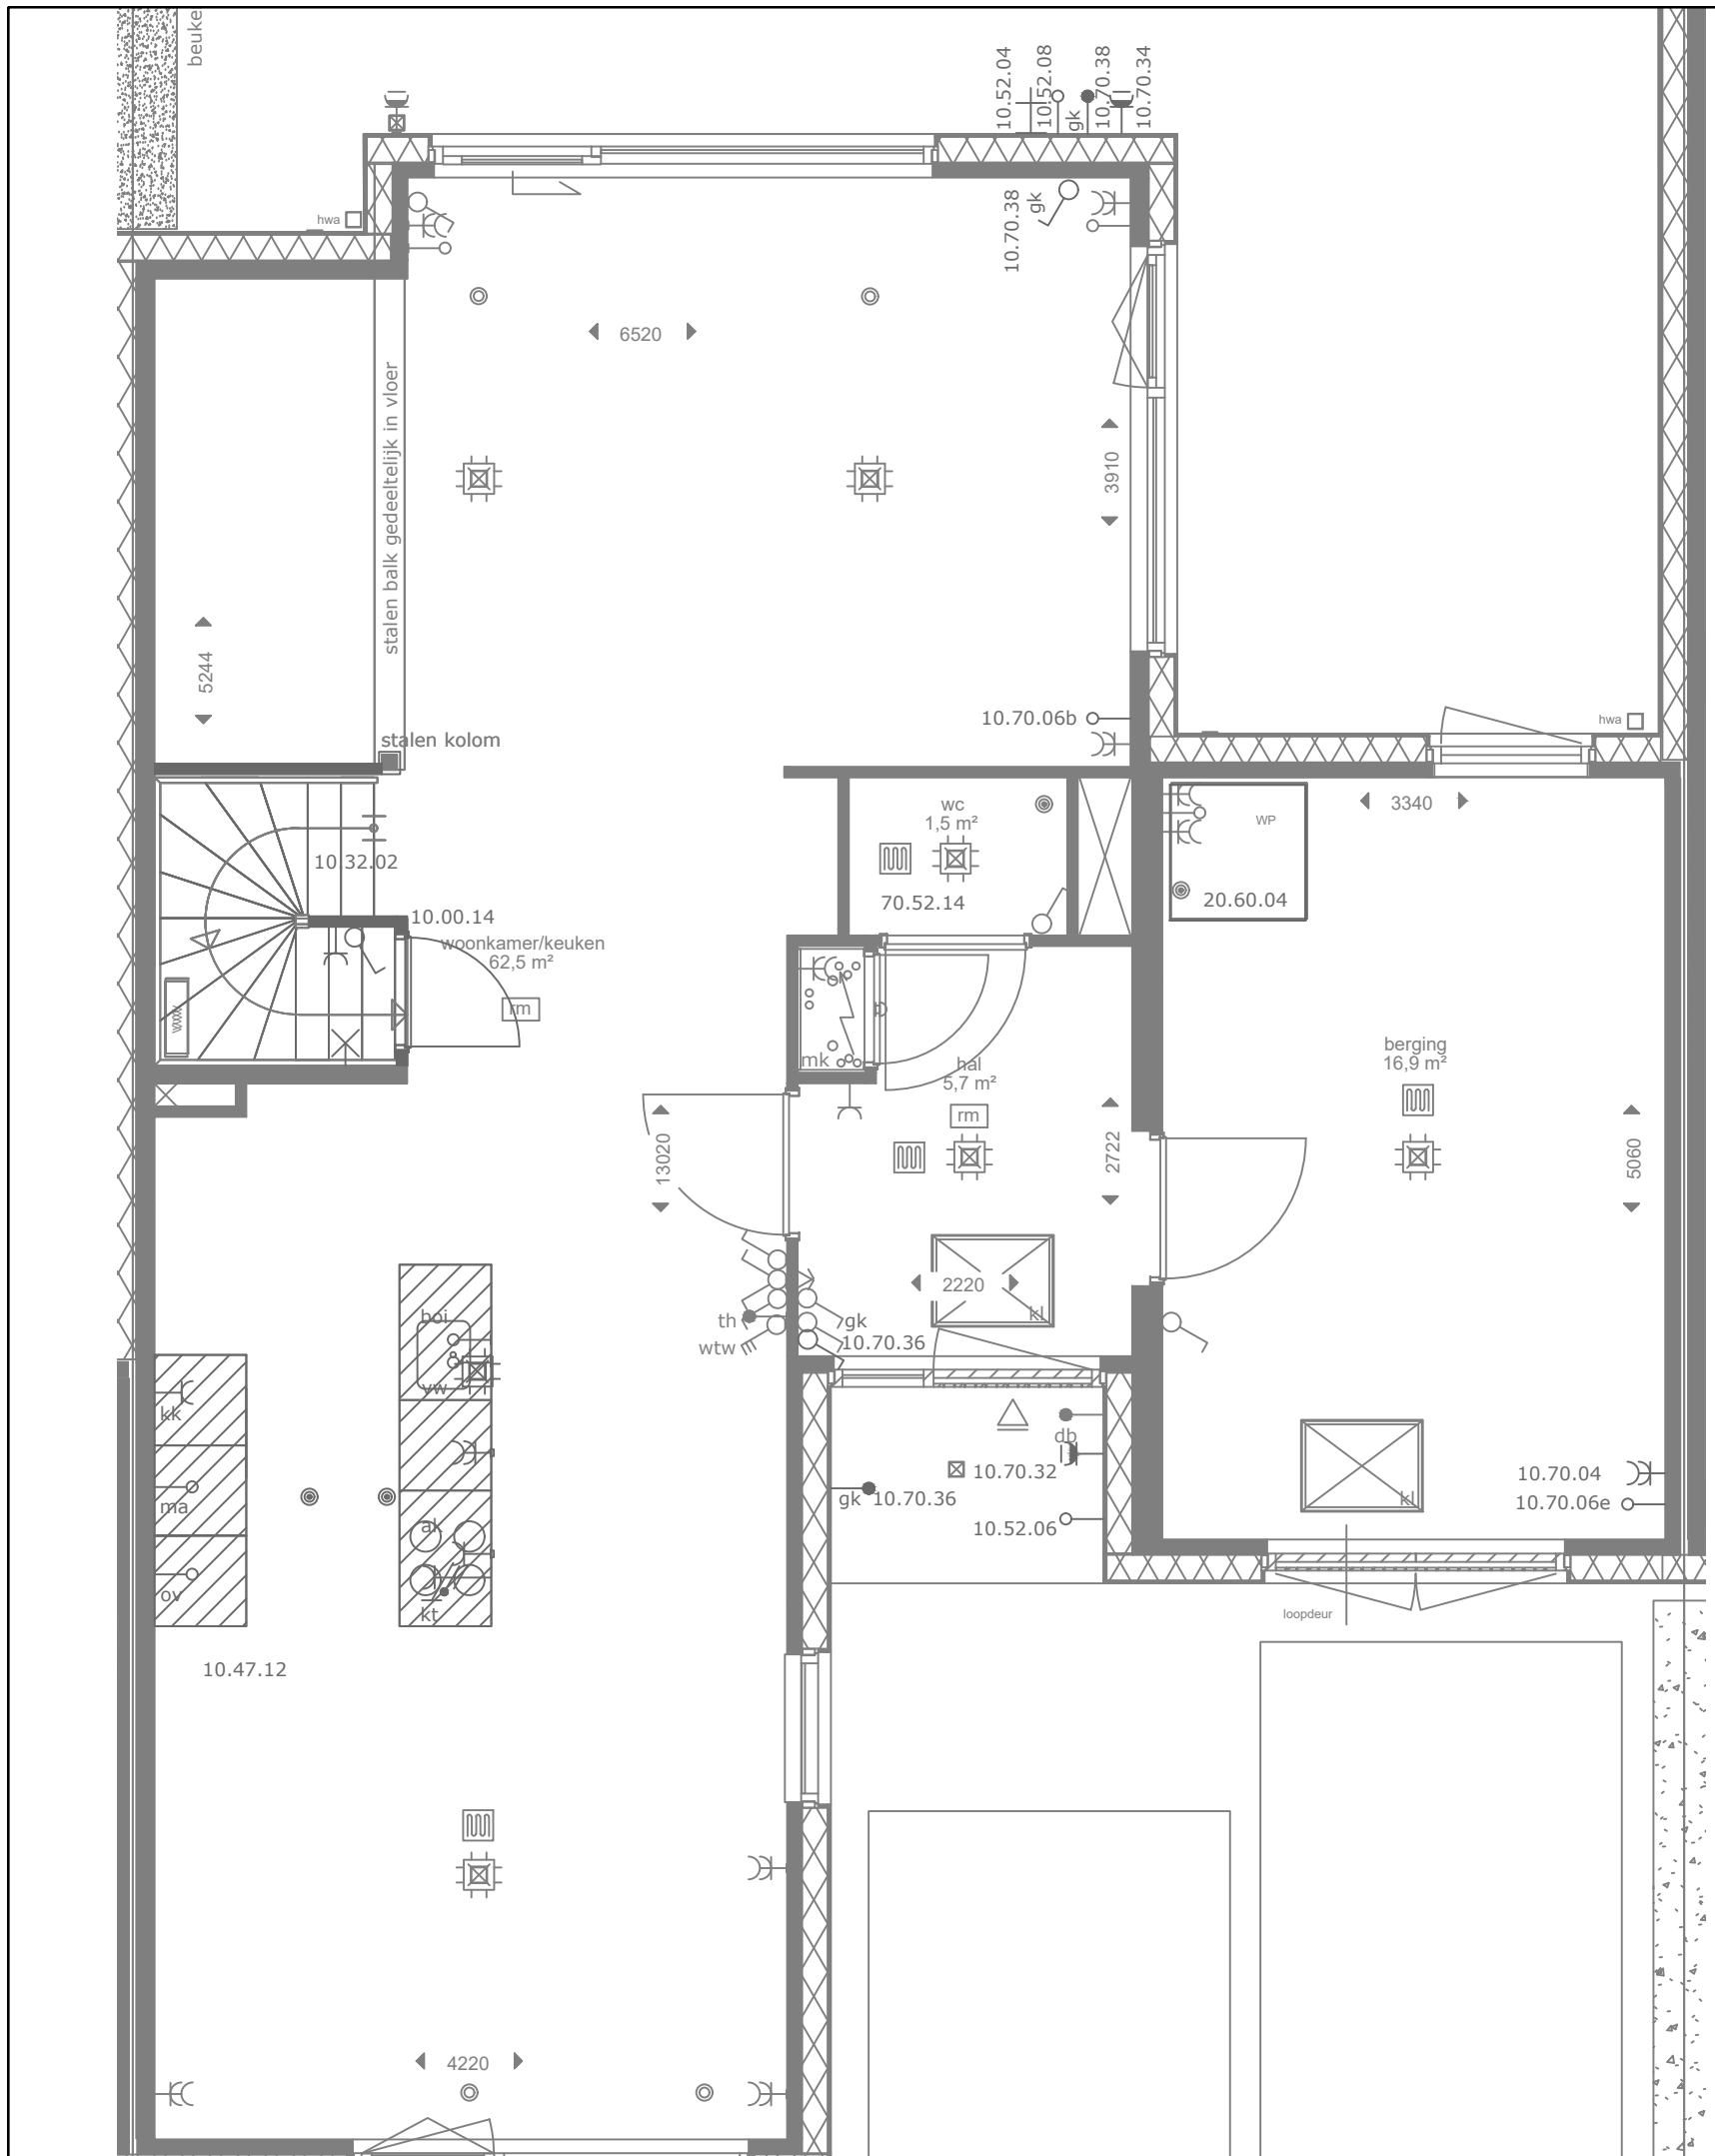 beuke
10.52.04
10.52.08
gk
10.70.38
10.70.34
hwa
10.70.38
gk
6520
3910
stalen balk gedeeltelijk in vloer
5244
10.70.06b
hwa
stalen kolom
wc
1,5 m²
3340
WP
10.32.02
70.52.14
20.60.04
10.00.14
woonkamer/keuken
62,5 m²
rm
mk
hal
5,7 m²
rm
berging
16,9 m²
13020
2722
5060
2220
kl
boi
th
gk
wtw
10.70.36
vw
kk
db
10.70.32
10.70.04
kl
ma
gk 10.70.36
10.70.06e
ak
10.52.06
ov
kt
loopdeur
10.47.12
4220